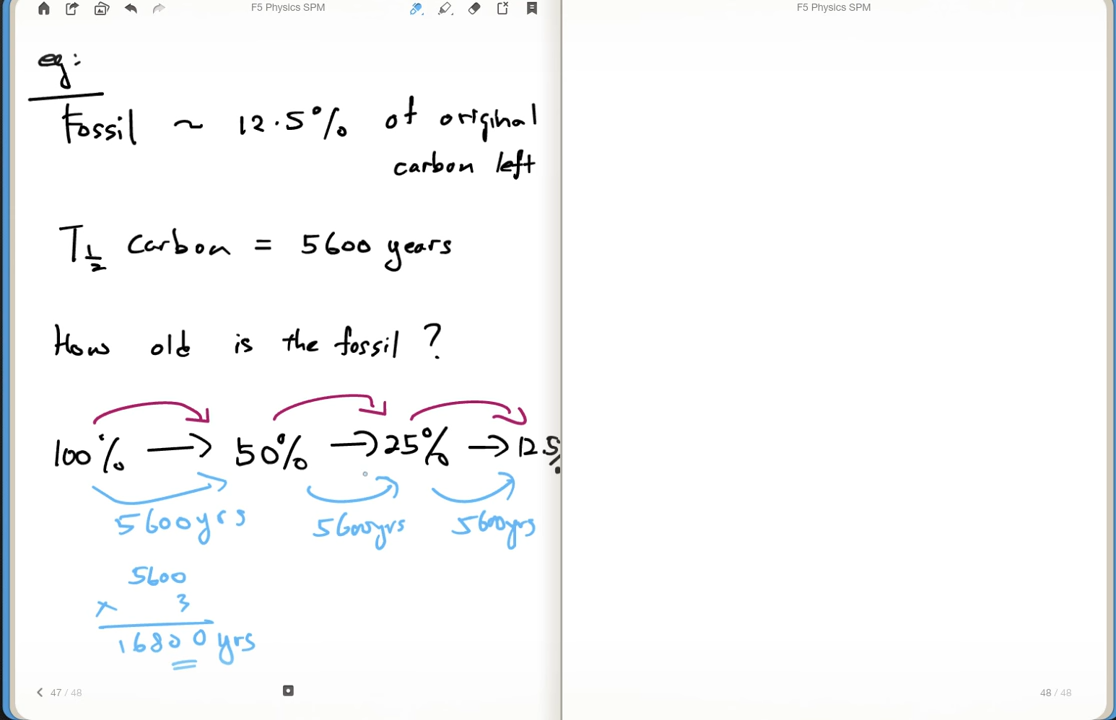 F5 Physics SPM
F5 Physics SPM
eg:
Fossil ~ 12.5% of original
carbon left
T½ carbon = 5600 years
How old is the fossil ?
100% → 50% → 25% → 12.5
5600yrs 5600yrs 5600yrs
5600
× 3
16800 yrs
47 / 48
48 / 48